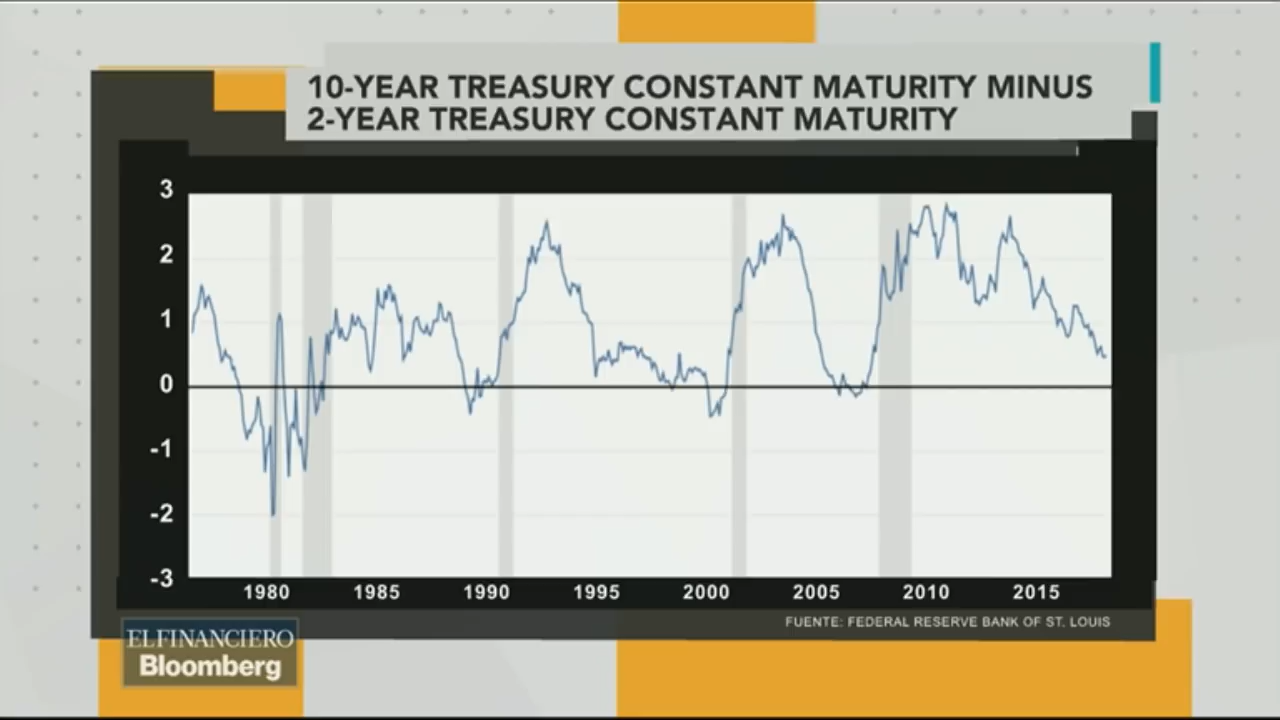 10-YEAR TREASURY CONSTANT MATURITY MINUS
2-YEAR TREASURY CONSTANT MATURITY
3
2
1
0
-1
-2
-3
1980 1985 1990 1995 2000 2005 2010 2015
FUENTE: FEDERAL RESERVE BANK OF ST. LOUIS
EL FINANCIERO
Bloomberg